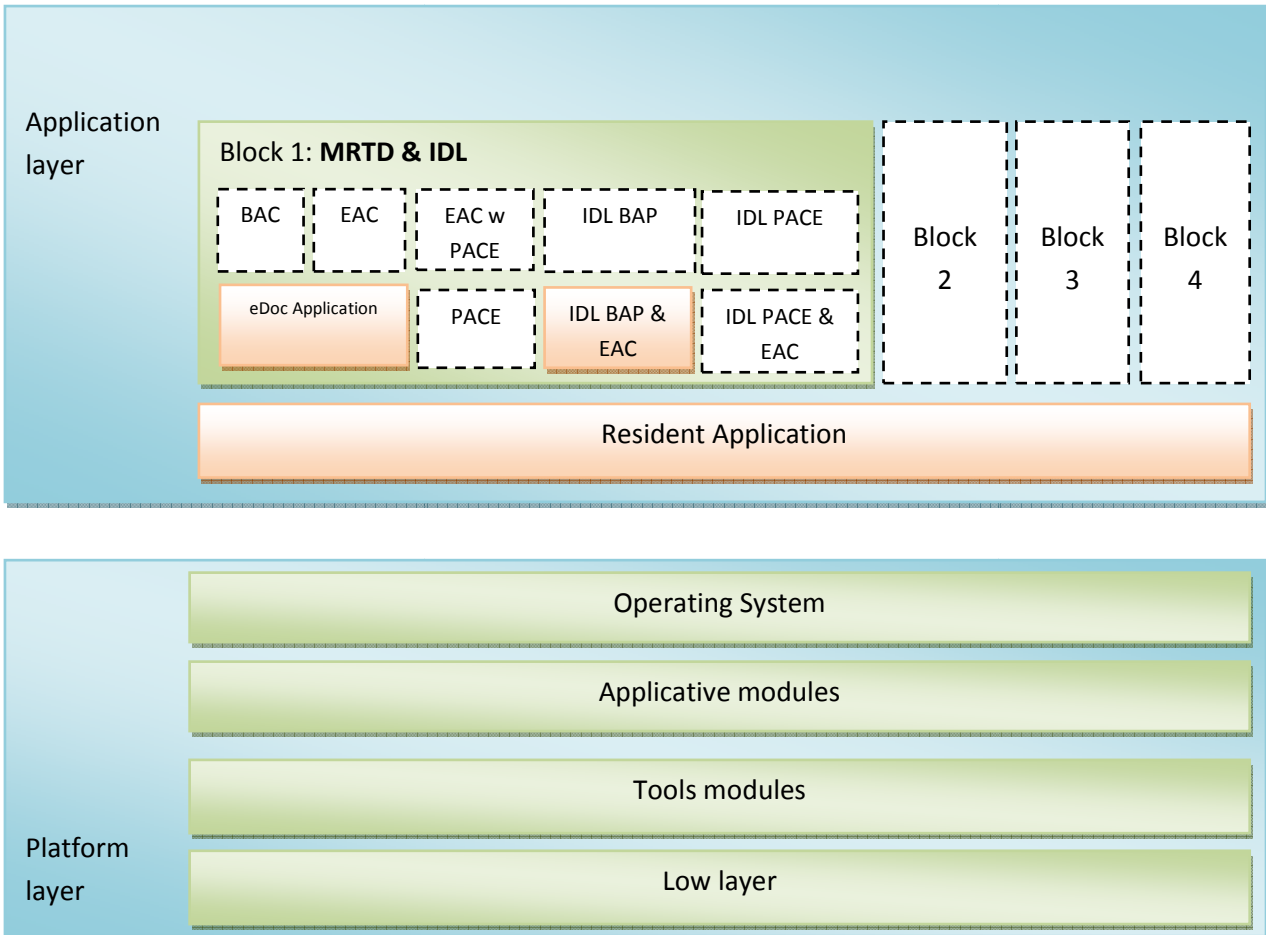 Application
layer
Block 1: MRTD & IDL
BAC
EAC
EAC w
PACE
IDL BAP
IDL PACE
eDoc Application
PACE
IDL BAP &
EAC
IDL PACE &
EAC
Block
2
Block
3
Block
4
Resident Application
Operating System
Applicative modules
Tools modules
Platform
layer
Low layer